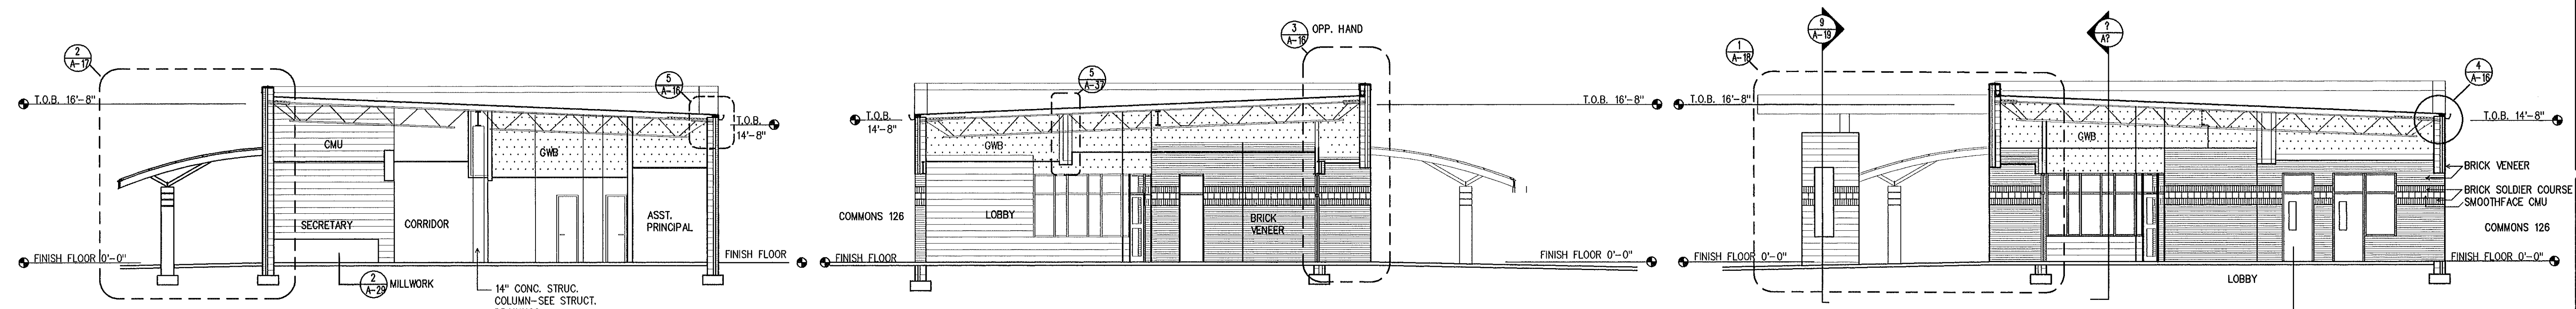 2
A-17
T.O.B. 16'-8"
CMU
GWB
5
A-16
T.O.B.
14'-8"
SECRETARY
CORRIDOR
ASST.
PRINCIPAL
FINISH FLOOR 0'-0"
FINISH FLOOR
2
A-29
MILLWORK
14" CONC. STRUC.
COLUMN-SEE STRUCT.
T.O.B.
14'-8"
5
A-37
3
A-16
OPP. HAND
T.O.B. 16'-8"
GWB
COMMONS 126
LOBBY
BRICK
VENEER
FINISH FLOOR
FINISH FLOOR 0'-0"
1
A-18
9
A-19
?
A?
4
A-16
T.O.B. 16'-8"
T.O.B. 14'-8"
GWB
BRICK VENEER
BRICK SOLDIER COURSE
SMOOTHFACE CMU
COMMONS 126
FINISH FLOOR 0'-0"
FINISH FLOOR 0'-0"
LOBBY